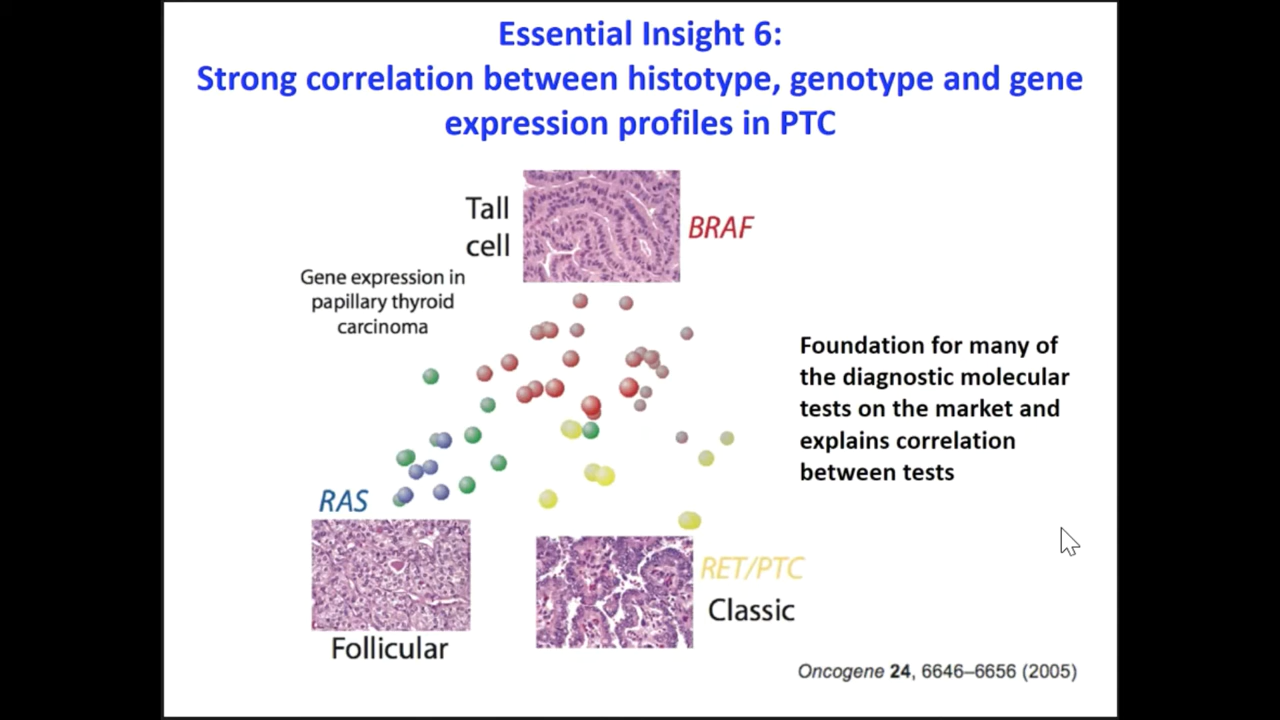 Essential Insight 6:
Strong correlation between histotype, genotype and gene
expression profiles in PTC
Tall
cell
BRAF
Gene expression in
papillary thyroid
carcinoma
Foundation for many of
the diagnostic molecular
tests on the market and
explains correlation
between tests
RAS
RET/PTC
Classic
Follicular
Oncogene 24, 6646–6656 (2005)